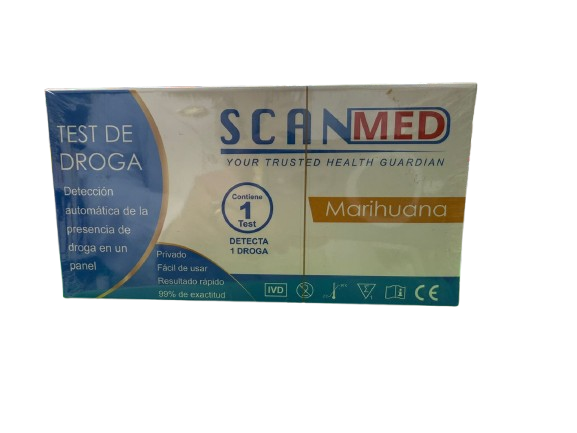 TEST DE
DROGA
Detección
automática de la
presencia de
droga en un
panel
SCANMED
YOUR TRUSTED HEALTH GUARDIAN
Contiene
1
Test
DETECTA
1 DROGA
Marihuana
Privado
Fácil de usar
Resultado rápido
99% de exactitud
IVD
CE